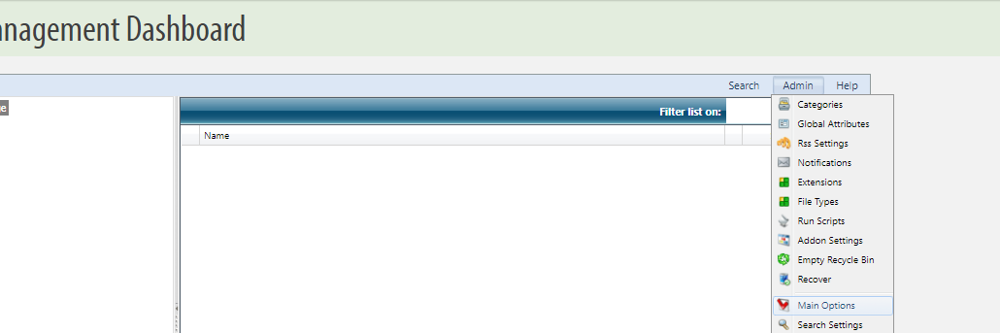 Dashboard
Search Admin Help
Filter list on:
Name
Categories
Global Attributes
Rss Settings
Notifications
Extensions
File Types
Run Scripts
Addon Settings
Empty Recycle Bin
Recover
Main Options
Search Settings